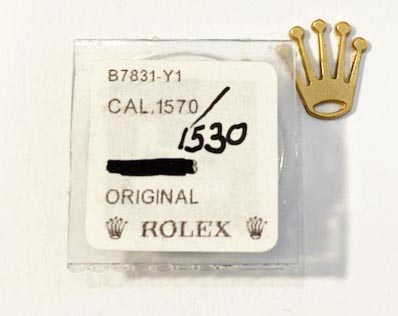 B7831-Y1
CAL.1570/
1530
ORIGINAL
ROLEX